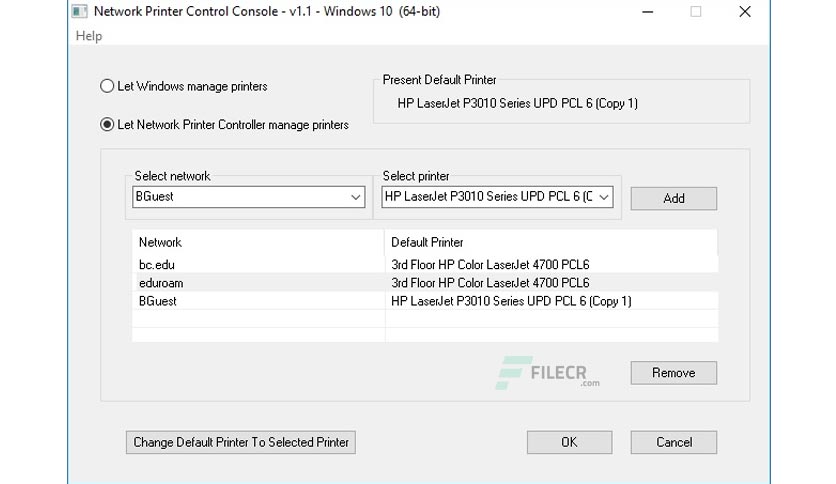 Network Printer Control Console - v1.1 - Windows 10 (64-bit)
Help
Let Windows manage printers
Present Default Printer
HP LaserJet P3010 Series UPD PCL 6 (Copy 1)
Let Network Printer Controller manage printers
Select network
Select printer
BGuest
HP LaserJet P3010 Series UPD PCL 6 (C
Add
Network Default Printer
bc.edu 3rd Floor HP Color LaserJet 4700 PCL6
eduroam 3rd Floor HP Color LaserJet 4700 PCL6
BGuest HP LaserJet P3010 Series UPD PCL 6 (Copy 1)
FILECR
.com
Remove
Change Default Printer To Selected Printer
OK
Cancel